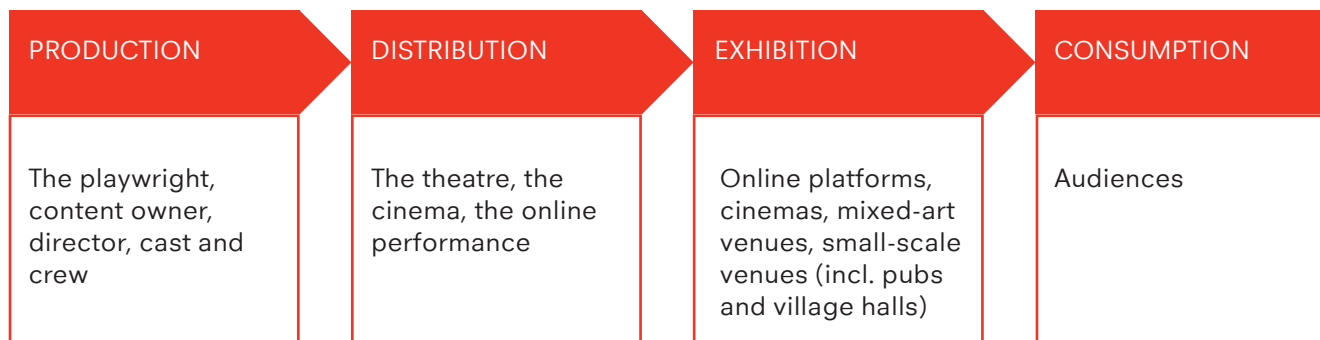 PRODUCTION
The playwright,
content owner,
director, cast and
crew
DISTRIBUTION
The theatre, the
cinema, the online
performance
EXHIBITION
Online platforms,
cinemas, mixed-art
venues, small-scale
venues (incl. pubs
and village halls)
CONSUMPTION
Audiences